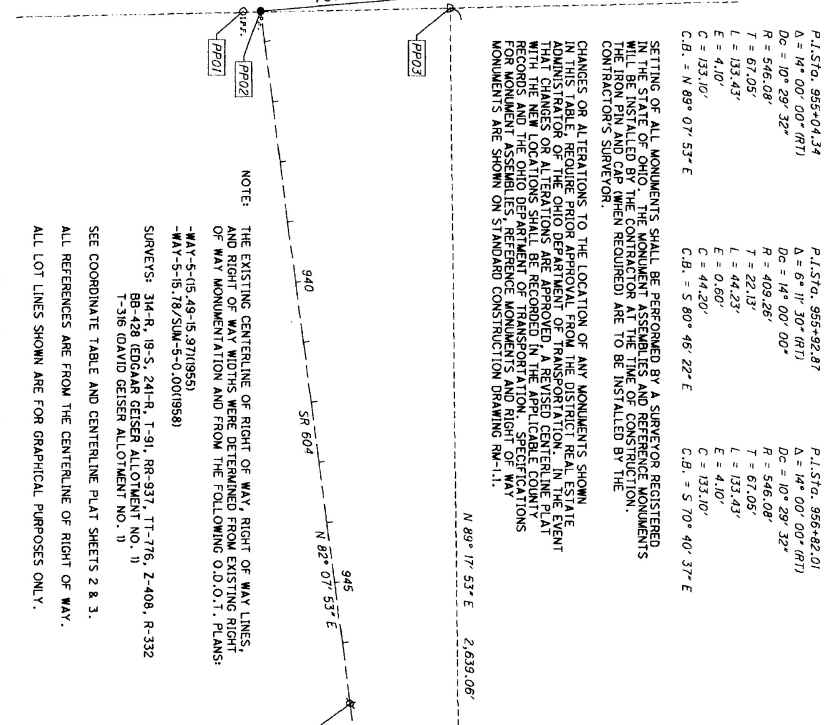 P.I.Sta. 955+04.34
Δ = 14° 00' 00" (RT)
Dc = 10° 29' 32"
R = 546.08'
T = 67.05'
L = 133.43'
E = 4.10'
C = 133.10'
C.B. = N 89° 07' 53" E
P.I.Sta. 955+92.87
Δ = 6° 11' 30" (RT)
Dc = 14° 00' 00"
R = 409.26'
T = 22.13'
L = 44.23'
E = 0.60'
C = 44.20'
C.B. = S 80° 46' 22" E
P.I.Sta. 956+82.01
Δ = 14° 00' 00" (RT)
Dc = 10° 29' 32"
R = 546.08'
T = 67.05'
L = 133.43'
E = 4.10'
C = 133.10'
C.B. = S 70° 40' 37" E
SETTING OF ALL MONUMENTS SHALL BE PERFORMED BY A SURVEYOR REGISTERED
IN THE STATE OF OHIO. THE MONUMENT ASSEMBLIES AND REFERENCE MONUMENTS
WILL BE INSTALLED BY THE CONTRACTOR AT THE TIME OF CONSTRUCTION.
THE IRON PIN AND CAP (WHEN REQUIRED) ARE TO BE INSTALLED BY THE
CONTRACTOR'S SURVEYOR.
CHANGES OR ALTERATIONS TO THE LOCATION OF ANY MONUMENTS SHOWN
IN THIS TABLE, REQUIRE PRIOR APPROVAL FROM THE DISTRICT REAL ESTATE
ADMINISTRATOR OF THE OHIO DEPARTMENT OF TRANSPORTATION. IN THE EVENT
THAT CHANGES OR ALTERATIONS ARE APPROVED, A REVISED CENTERLINE PLAT
WITH THE NEW LOCATIONS SHALL BE RECORDED IN THE APPLICABLE COUNTY
RECORDS AND THE OHIO DEPARTMENT OF TRANSPORTATION. SPECIFICATIONS
FOR MONUMENT ASSEMBLIES, REFERENCE MONUMENTS AND RIGHT OF WAY
MONUMENTS ARE SHOWN ON STANDARD CONSTRUCTION DRAWING RM-1.1.
PP03
N 89° 17' 53" E 2,639.06'
I.P.F.
PP02
PP01
940
SR 604
N 82° 07' 53" E
945
NOTE: THE EXISTING CENTERLINE OF RIGHT OF WAY, RIGHT OF WAY LINES,
AND RIGHT OF WAY WIDTHS WERE DETERMINED FROM EXISTING RIGHT
OF WAY MONUMENTATION AND FROM THE FOLLOWING O.D.O.T. PLANS:
-WAY-5-(15.49-15.97)(1955)
-WAY-5-15.78/SUM-5-0.00(1958)
SURVEYS: 314-R, 19-S, 241-R, T-91, RR-937, TT-776, Z-408, R-332
BB-428 (EDGAAR GEISER ALLOTMENT NO. 1)
T-316 (DAVID GEISER ALLOTMENT NO. 1)
SEE COORDINATE TABLE AND CENTERLINE PLAT SHEETS 2 & 3.
ALL REFERENCES ARE FROM THE CENTERLINE OF RIGHT OF WAY.
ALL LOT LINES SHOWN ARE FOR GRAPHICAL PURPOSES ONLY.